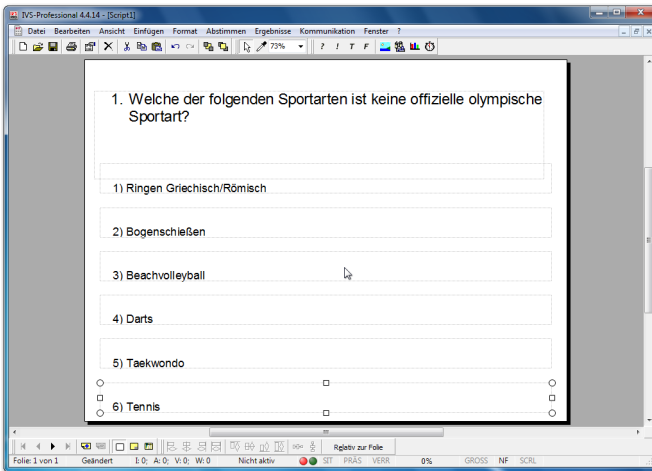 IVS-Professional 4.4.14 - [Script1]
Datei Bearbeiten Ansicht Einfügen Format Abstimmen Ergebnisse Kommunikation Fenster ?
73% ? ! T F
1. Welche der folgenden Sportarten ist keine offizielle olympische
Sportart?
1) Ringen Griechisch/Römisch
2) Bogenschießen
3) Beachvolleyball
4) Darts
5) Taekwondo
6) Tennis
Relativ zur Folie
Folie: 1 von 1 Geändert I: 0; A: 0; V: 0; W: 0 Nicht aktiv SIT PRÄS VERR 0% GROSS NF SCRL